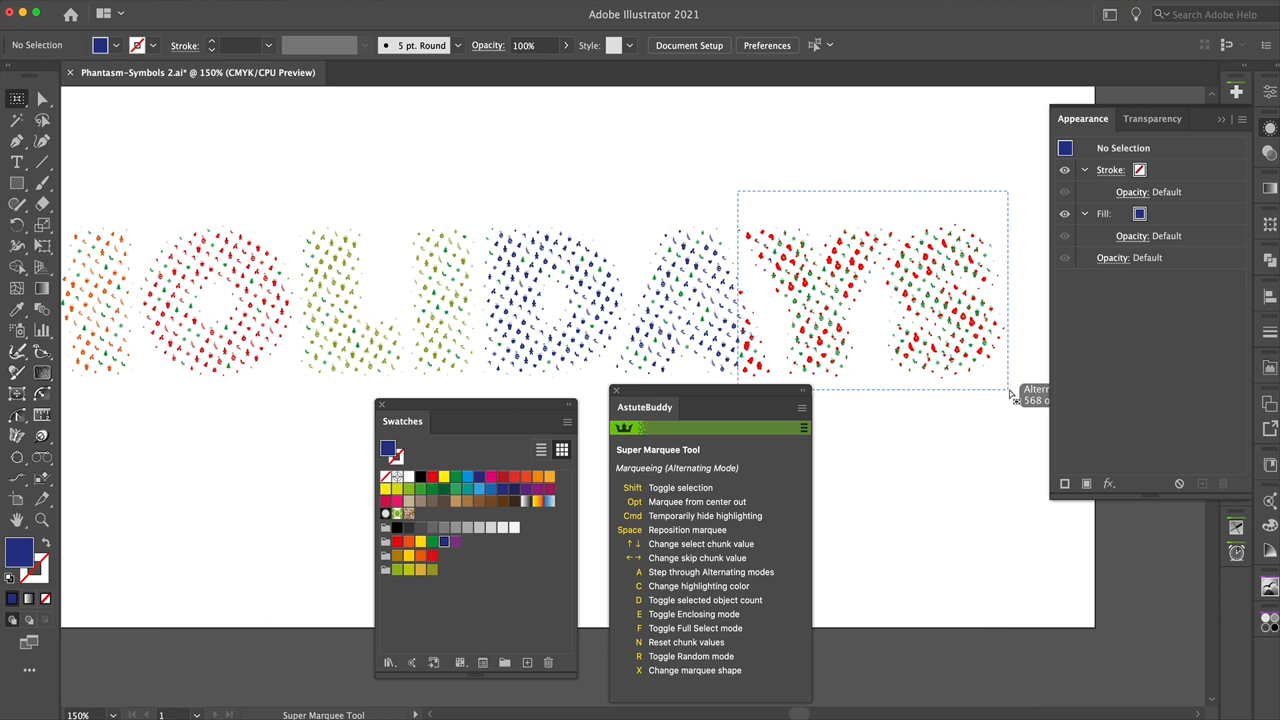 Adobe Illustrator 2021
Search Adobe Help
No Selection
Stroke:
5 pt. Round
Opacity:
100%
Style:
Document Setup
Preferences
Phantasm-Symbols 2.ai* @ 150% (CMYK/CPU Preview)
Appearance
Transparency
No Selection
Stroke:
Opacity: Default
Fill:
Opacity: Default
Opacity: Default
fx.
OLIDAYS
Altern
568 o
Swatches
AstuteBuddy
Super Marquee Tool
Marqueeing (Alternating Mode)
Shift Toggle selection
Opt Marquee from center out
Cmd Temporarily hide highlighting
Space Reposition marquee
↑↓ Change select chunk value
←→ Change skip chunk value
A Step through Alternating modes
C Change highlighting color
D Toggle selected object count
E Toggle Enclosing mode
F Toggle Full Select mode
N Reset chunk values
R Toggle Random mode
X Change marquee shape
150%
1
Super Marquee Tool